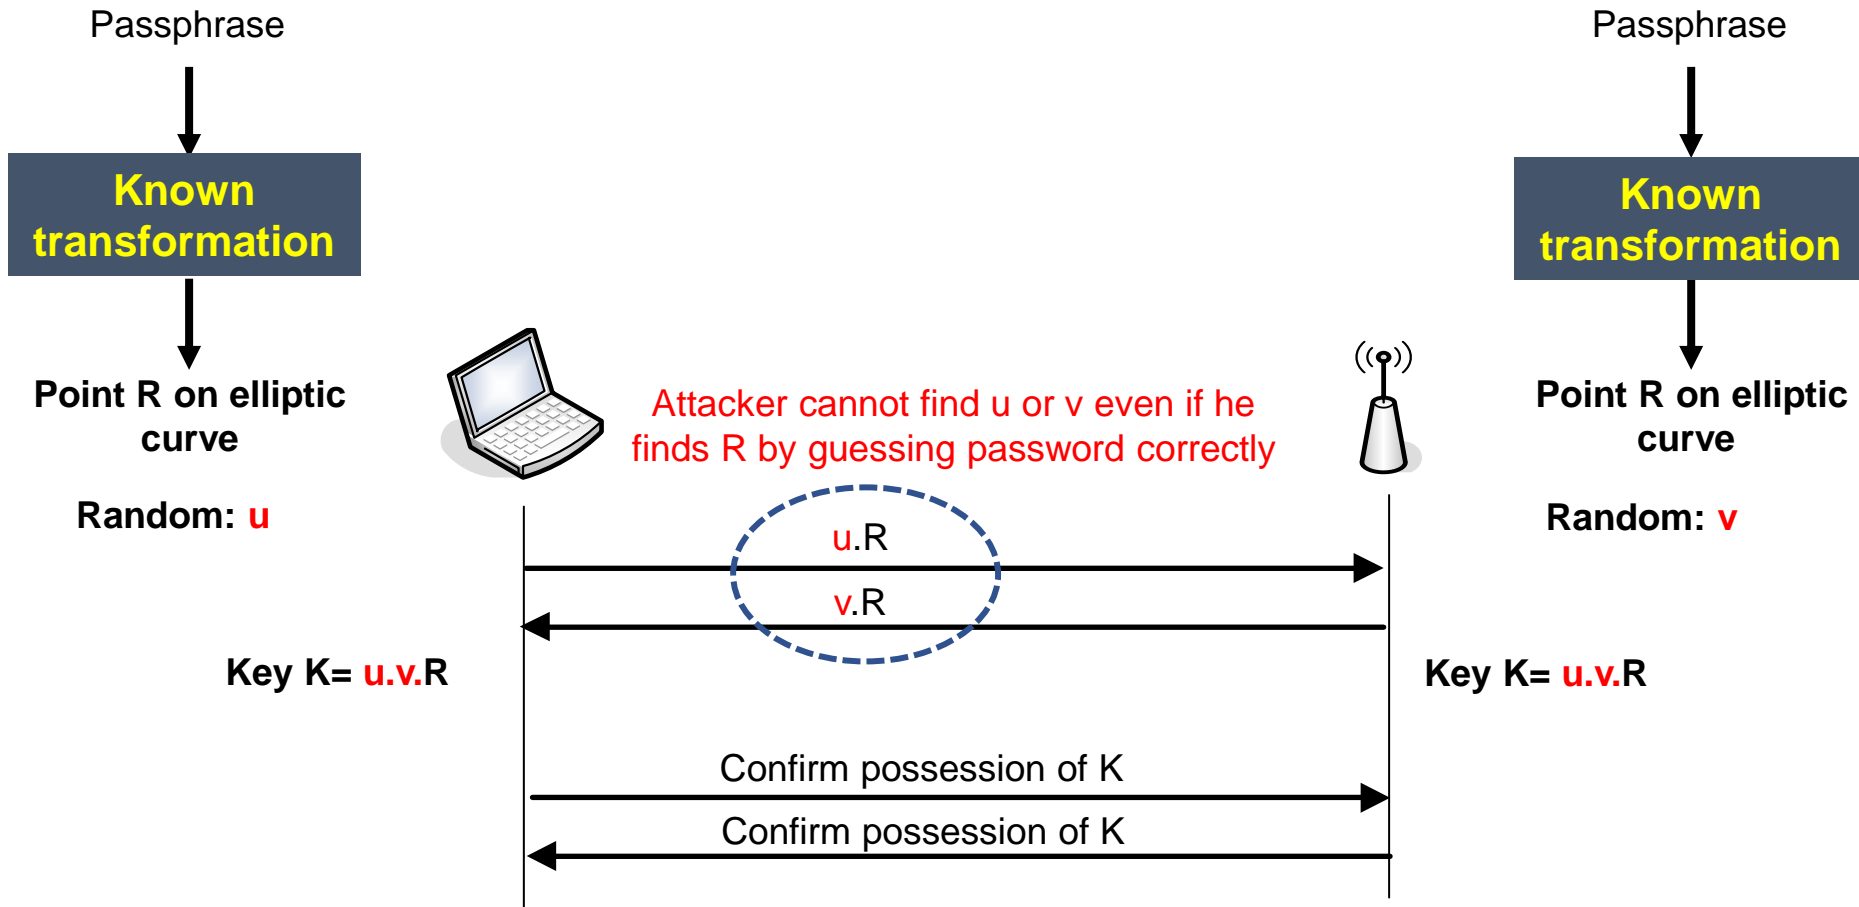 Passphrase
Known
transformation
Point R on elliptic
curve
Random: u
Passphrase
Known
transformation
Point R on elliptic
curve
Random: v
Attacker cannot find u or v even if he
finds R by guessing password correctly
u.R
v.R
Key K= u.v.R
Key K= u.v.R
Confirm possession of K
Confirm possession of K